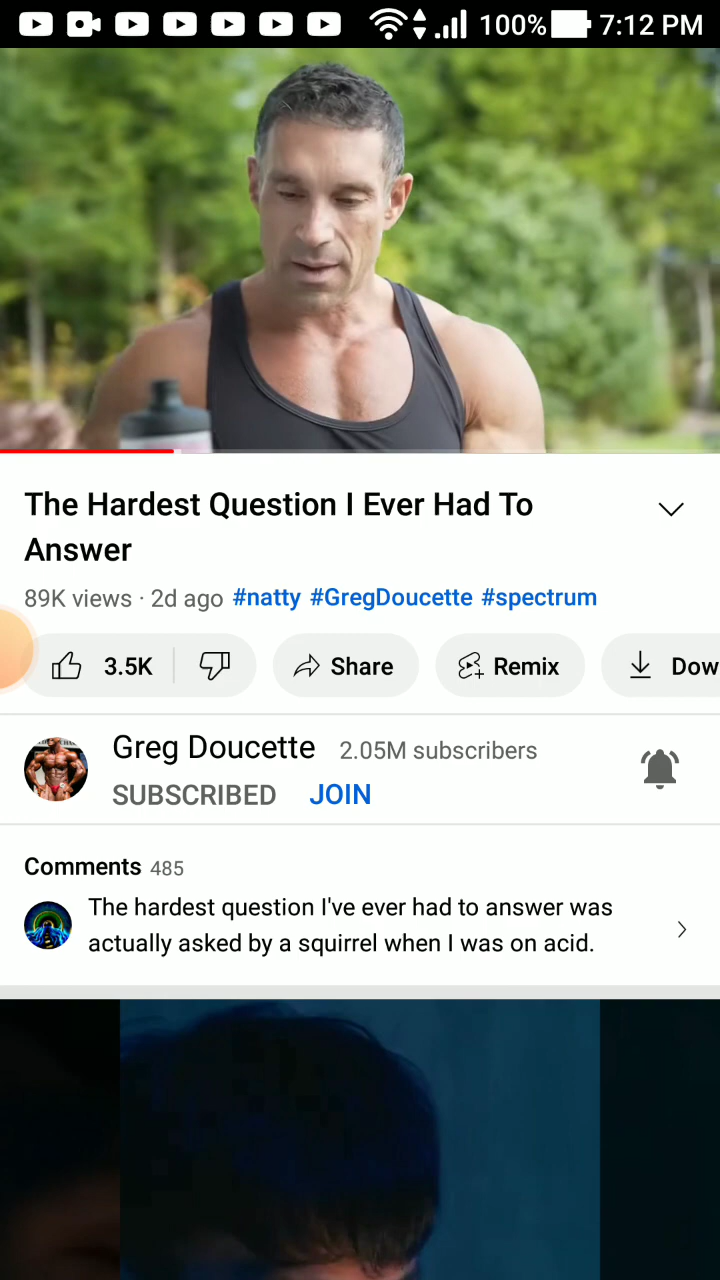 100% 7:12 PM
The Hardest Question I Ever Had To
Answer
89K views · 2d ago #natty #GregDoucette #spectrum
3.5K Share Remix Dow
Greg Doucette 2.05M subscribers
SUBSCRIBED JOIN
Comments 485
The hardest question I've ever had to answer was
actually asked by a squirrel when I was on acid.